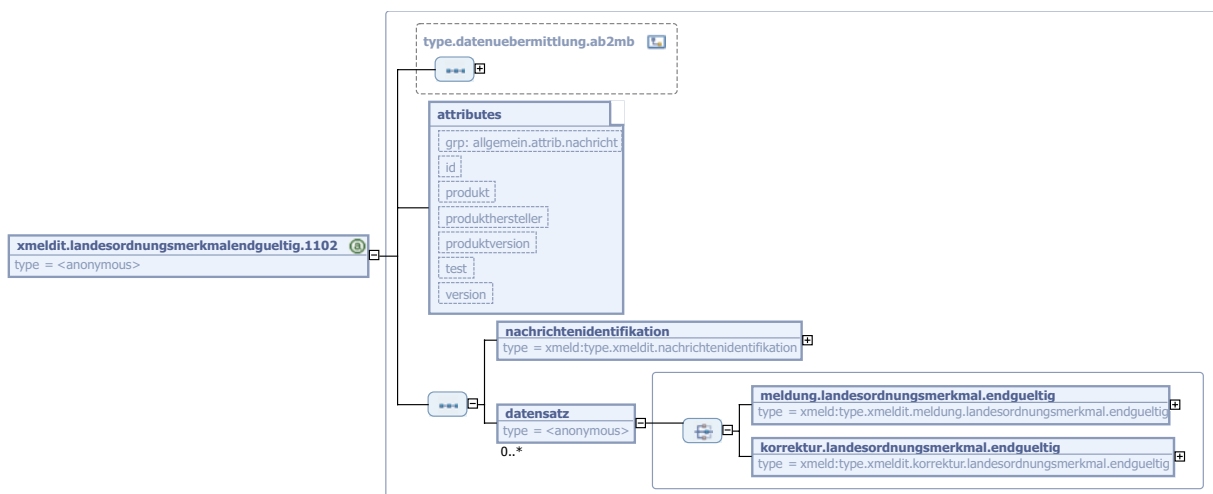 type.datenuebermittlung.ab2mb
attributes
grp: allgemein.attrib.nachricht
id
produkt
produkthersteller
produktversion
test
version
xmeldit.landesordnungsmerkmalendgueltig.1102
type = <anonymous>
nachrichtenidentifikation
type = xmeld:type.xmeldit.nachrichtenidentifikation
datensatz
type = <anonymous>
0..*
meldung.landesordnungsmerkmal.endgueltig
type = xmeld:type.xmeldit.meldung.landesordnungsmerkmal.endgueltig
korrektur.landesordnungsmerkmal.endgueltig
type = xmeld:type.xmeldit.korrektur.landesordnungsmerkmal.endgueltig